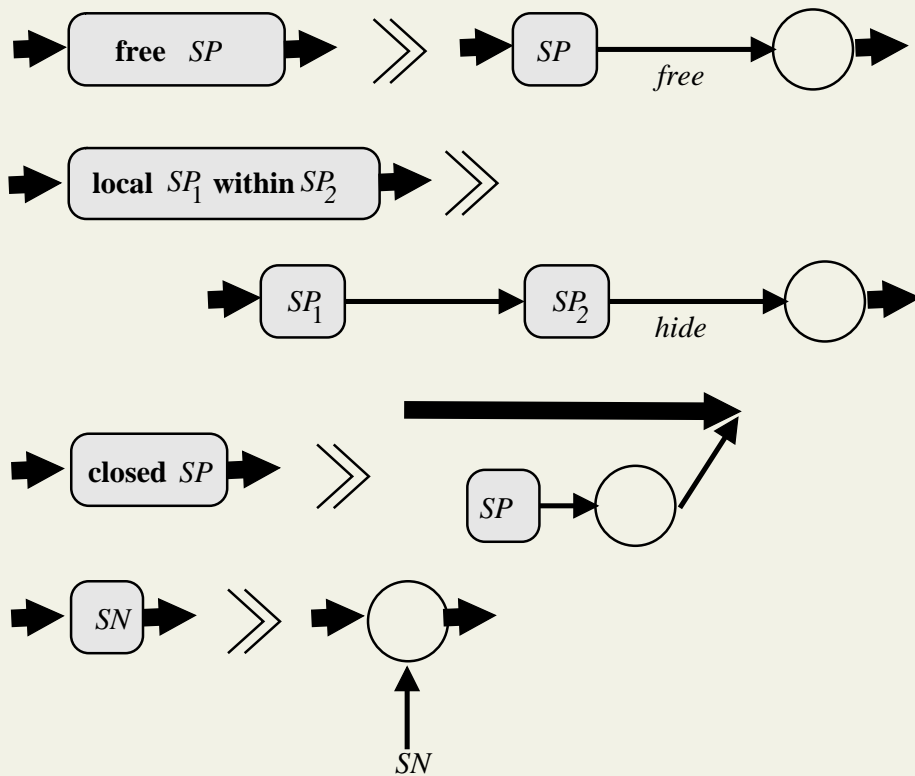 free SP SP
free
local SP1 within SP2
SP1 SP2
hide
closed SP
SP
SN
SN